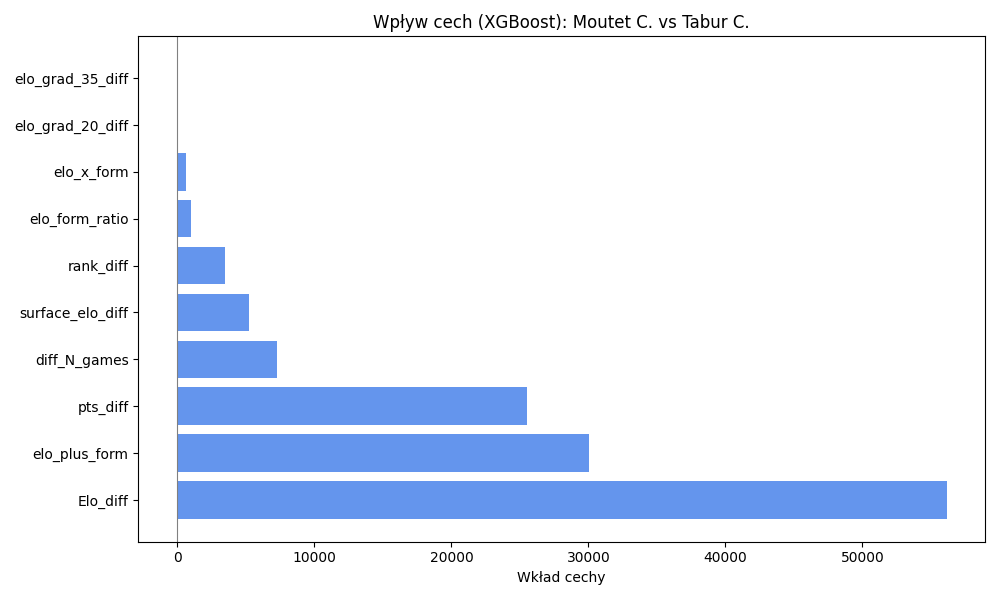 Wpływ cech (XGBoost): Moutet C. vs Tabur C.
elo_grad_35_diff
elo_grad_20_diff
elo_x_form
elo_form_ratio
rank_diff
surface_elo_diff
diff_N_games
pts_diff
elo_plus_form
Elo_diff
0 10000 20000 30000 40000 50000
Wkład cechy